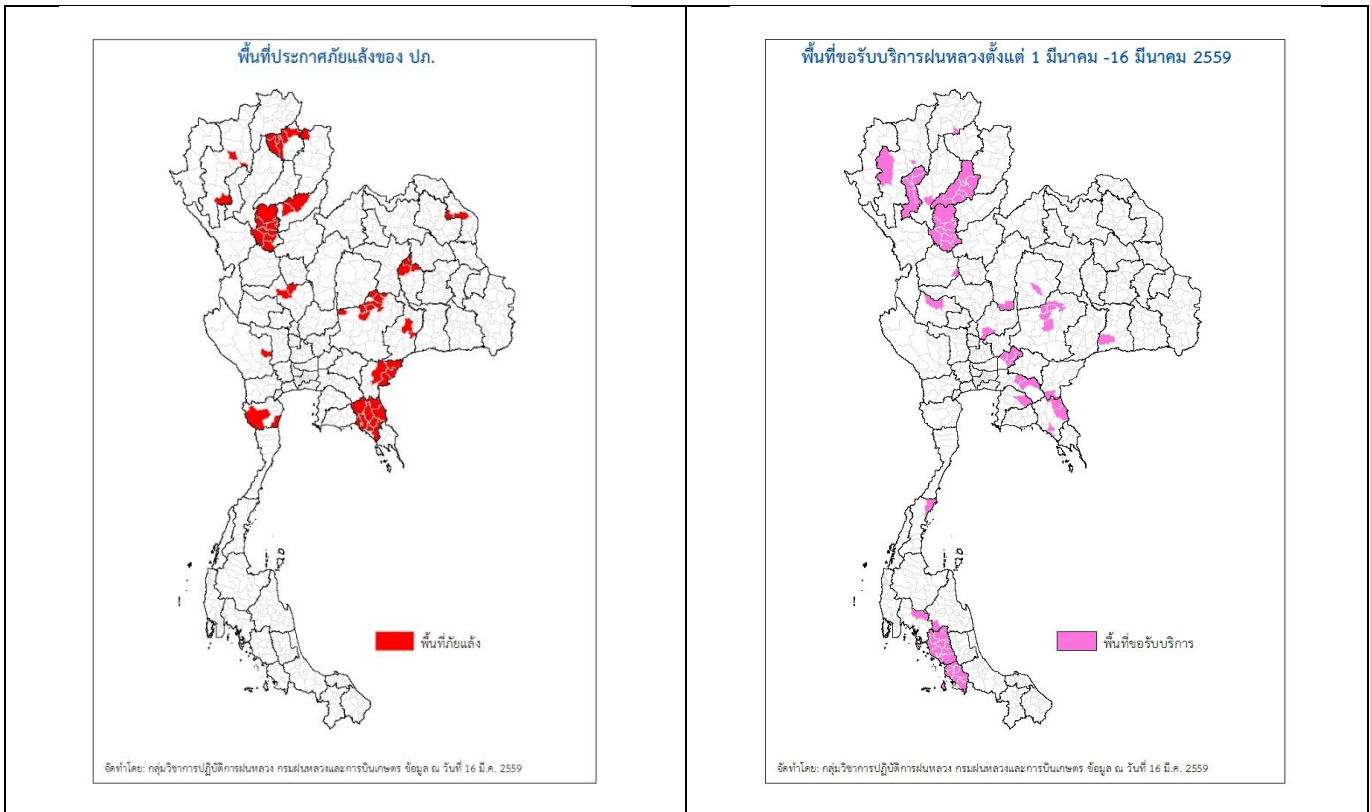 พื้นที่ประกาศภัยแล้งของ ปภ.
พื้นที่ภัยแล้ง
จัดทำโดย: กลุ่มวิชาการปฏิบัติการฝนหลวง กรมฝนหลวงและการบินเกษตร ข้อมูล ณ วันที่ 16 มี.ค. 2559
พื้นที่ขอรับบริการฝนหลวงตั้งแต่ 1 มีนาคม -16 มีนาคม 2559
พื้นที่ขอรับบริการ
จัดทำโดย: กลุ่มวิชาการปฏิบัติการฝนหลวง กรมฝนหลวงและการบินเกษตร ข้อมูล ณ วันที่ 16 มี.ค. 2559